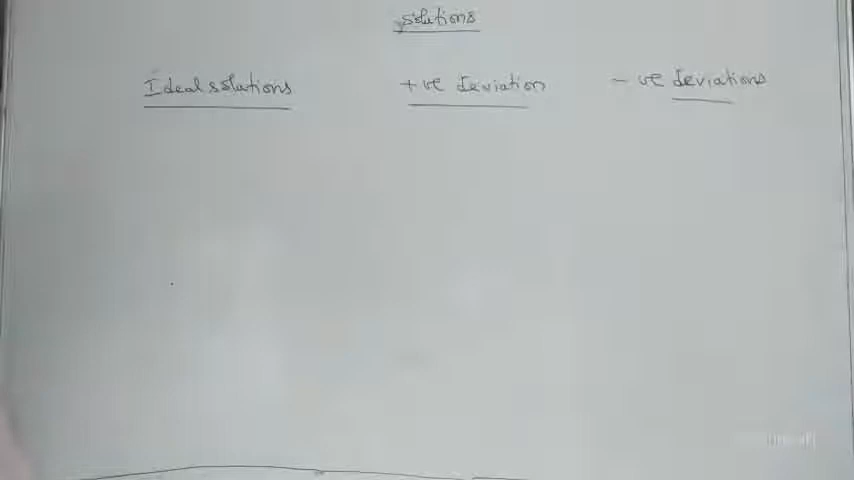 solutions
Ideal solutions
+ve deviation
- ve deviations